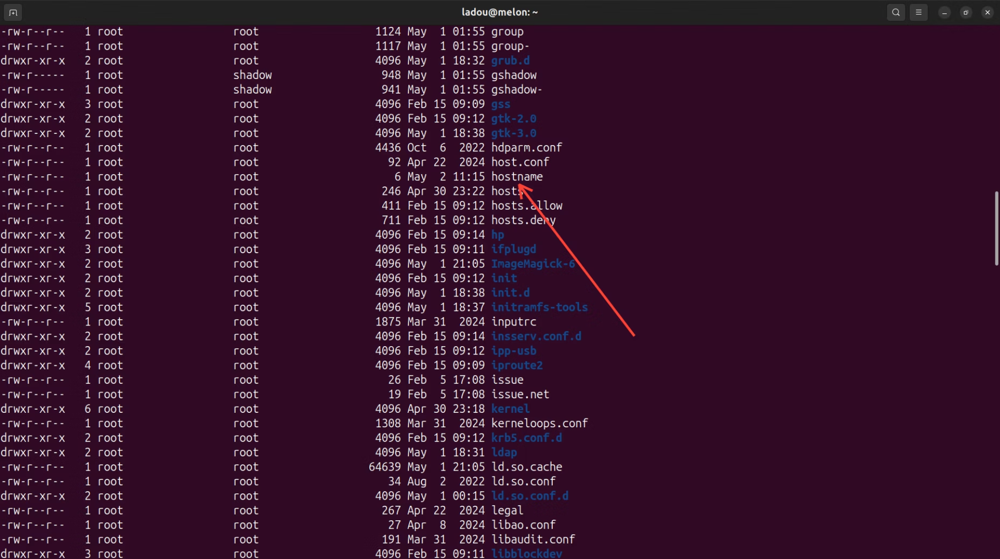 ladou@melon: ~
-rw-r--r--   1 root                 root                  1124 May  1 01:55 group
-rw-r--r--   1 root                 root                  1117 May  1 01:55 group-
drwxr-xr-x   2 root                 root                  4096 May  1 18:32 grub.d
-rw-r-----   1 root                 shadow                 948 May  1 01:55 gshadow
-rw-r-----   1 root                 shadow                 941 May  1 01:55 gshadow-
drwxr-xr-x   3 root                 root                  4096 Feb 15 09:09 gss
drwxr-xr-x   2 root                 root                  4096 Feb 15 09:12 gtk-2.0
drwxr-xr-x   2 root                 root                  4096 May  1 18:38 gtk-3.0
-rw-r--r--   1 root                 root                  4436 Oct  6  2022 hdparm.conf
-rw-r--r--   1 root                 root                    92 Apr 22  2024 host.conf
-rw-r--r--   1 root                 root                     6 May  2 11:15 hostname
-rw-r--r--   1 root                 root                   246 Apr 30 23:22 hosts
-rw-r--r--   1 root                 root                   411 Feb 15 09:12 hosts.allow
-rw-r--r--   1 root                 root                   711 Feb 15 09:12 hosts.deny
drwxr-xr-x   2 root                 root                  4096 Feb 15 09:14 hp
drwxr-xr-x   3 root                 root                  4096 Feb 15 09:11 ifplugd
drwxr-xr-x   2 root                 root                  4096 May  1 21:05 ImageMagick-6
drwxr-xr-x   2 root                 root                  4096 Feb 15 09:12 init
drwxr-xr-x   2 root                 root                  4096 May  1 18:38 init.d
drwxr-xr-x   5 root                 root                  4096 May  1 18:37 initramfs-tools
-rw-r--r--   1 root                 root                  1875 Mar 31  2024 inputrc
drwxr-xr-x   2 root                 root                  4096 Feb 15 09:14 insserv.conf.d
drwxr-xr-x   2 root                 root                  4096 Feb 15 09:12 ipp-usb
drwxr-xr-x   4 root                 root                  4096 Feb 15 09:09 iproute2
-rw-r--r--   1 root                 root                    26 Feb  5 17:08 issue
-rw-r--r--   1 root                 root                    19 Feb  5 17:08 issue.net
drwxr-xr-x   6 root                 root                  4096 Apr 30 23:18 kernel
-rw-r--r--   1 root                 root                  1308 Mar 31  2024 kerneloops.conf
drwxr-xr-x   2 root                 root                  4096 Feb 15 09:12 krb5.conf.d
drwxr-xr-x   2 root                 root                  4096 May  1 18:31 ldap
-rw-r--r--   1 root                 root                 64639 May  1 21:05 ld.so.cache
-rw-r--r--   1 root                 root                    34 Aug  2  2022 ld.so.conf
drwxr-xr-x   2 root                 root                  4096 May  1 00:15 ld.so.conf.d
-rw-r--r--   1 root                 root                   267 Apr 22  2024 legal
-rw-r--r--   1 root                 root                    27 Apr  8  2024 libao.conf
-rw-r--r--   1 root                 root                   191 Mar 31  2024 libaudit.conf
drwxr-xr-x   3 root                 root                  4096 Feb 15 09:11 libblockdev